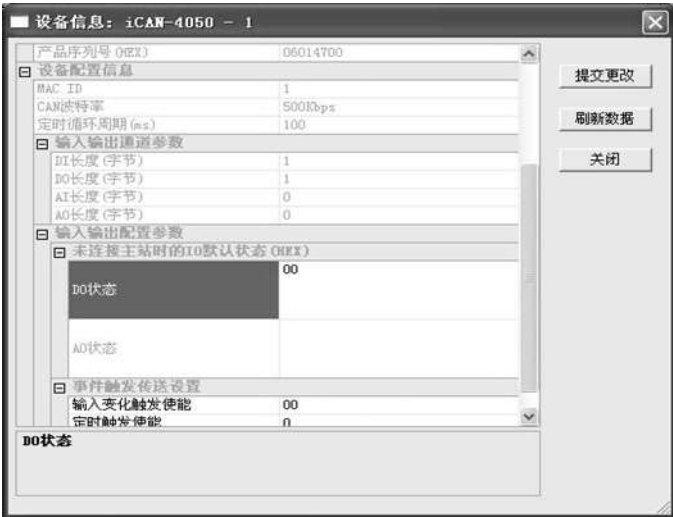 设备信息: iCAN-4050 - 1
产品序列号(HEX) 06014700
设备配置信息
MAC ID 1
CAN波特率 500Kbps
定时循环周期(ms) 100
输入输出通道参数
DI长度(字节) 1
DO长度(字节) 1
AI长度(字节) 0
AO长度(字节) 0
输入输出配置参数
未连接主站时的IO默认状态(HEX)
DO状态 00
AO状态
事件触发传送设置
输入变化触发使能 00
定时触发使能 0
DO状态
提交更改
刷新数据
关闭